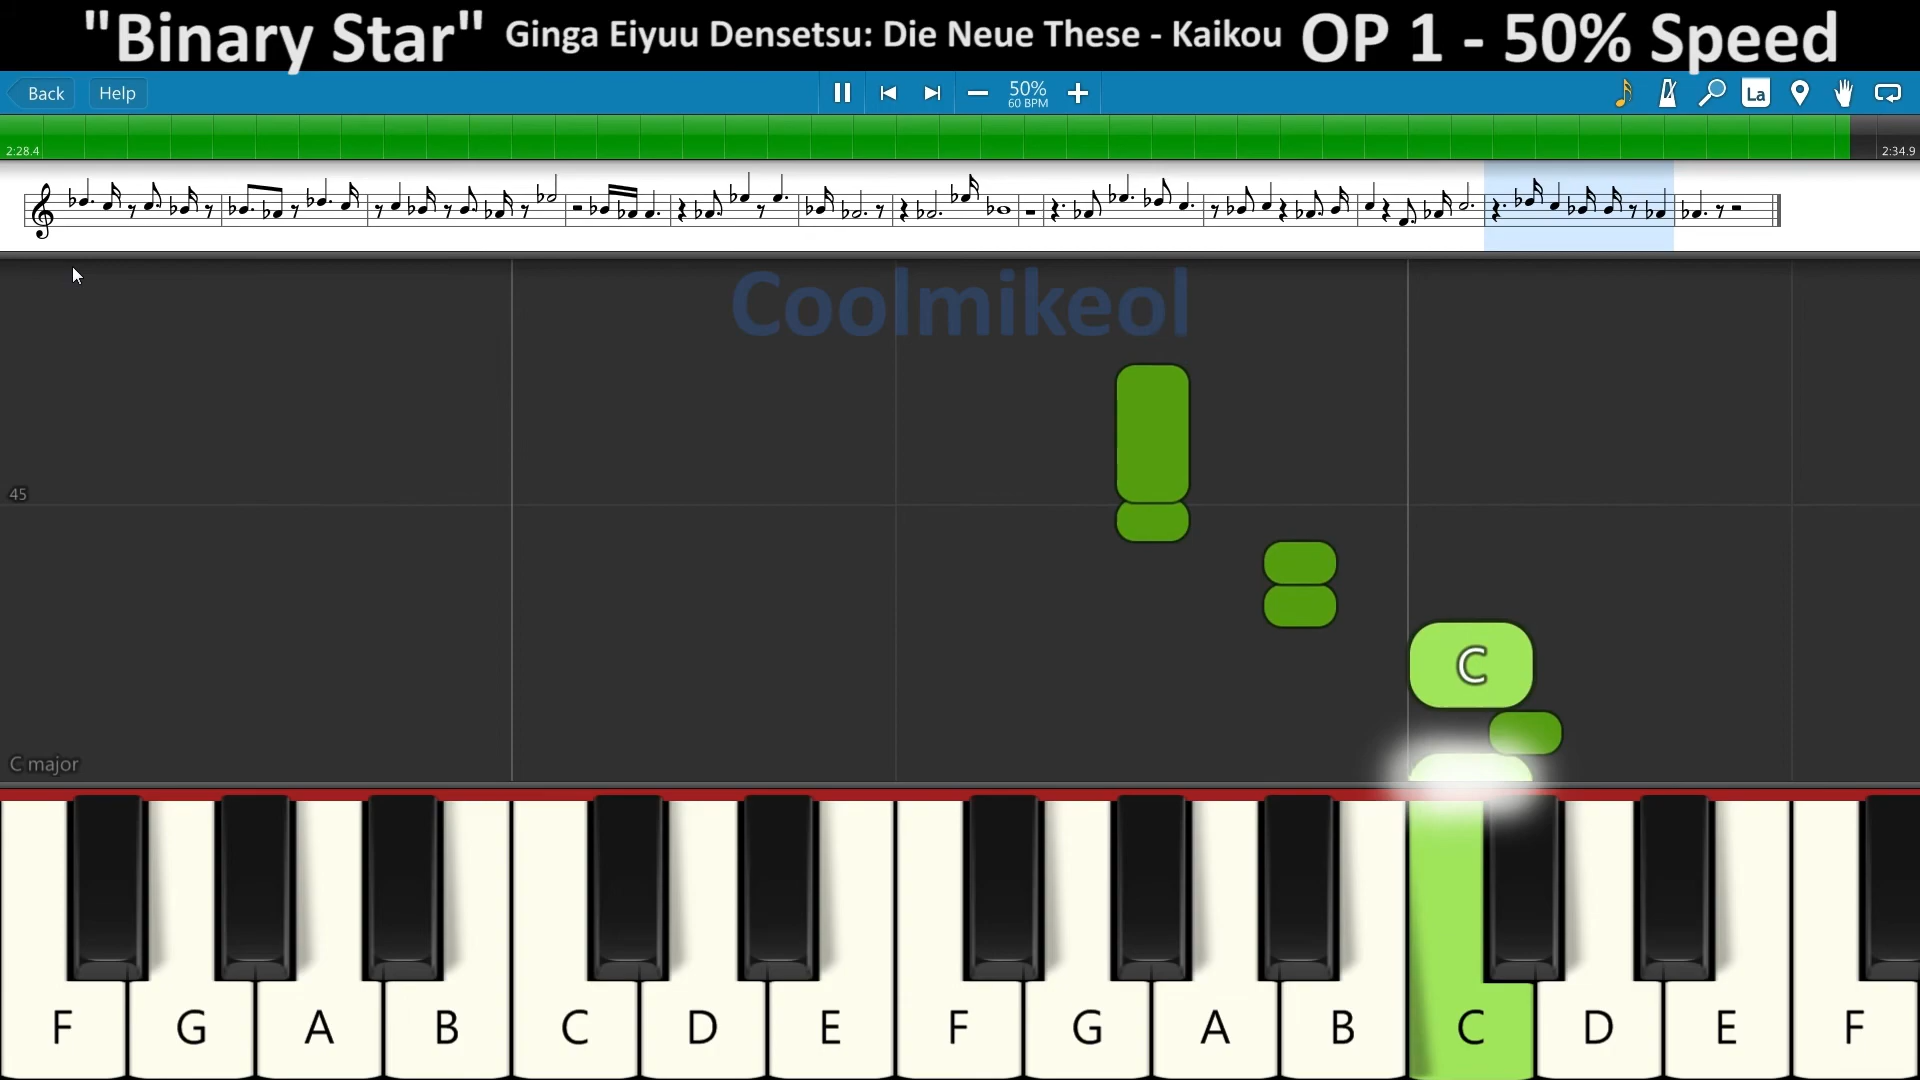 "Binary Star" Ginga Eiyuu Densetsu: Die Neue These - Kaikou OP 1 - 50% Speed
Back Help 50% La
60 BPM
2:28.4 2:34.9
Coolmikeol
45
C
C major
F G A B C D E F G A B C D E F